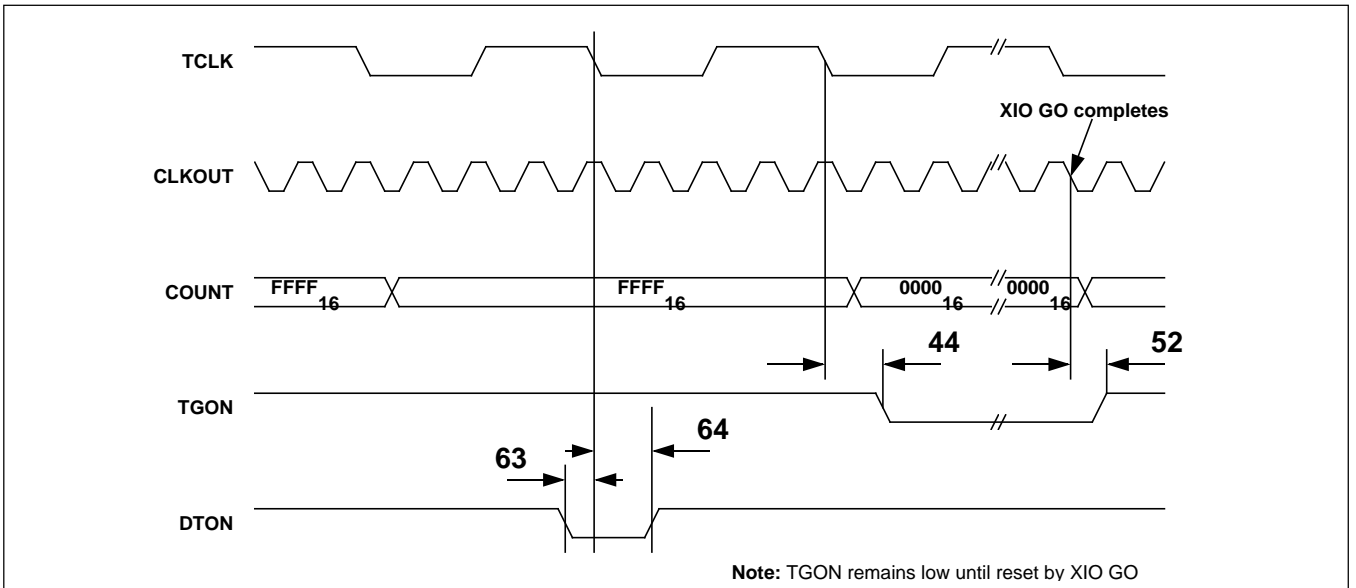 TCLK
XIO GO completes
CLKOUT
COUNT
FFFF16
FFFF16
000016
000016
44
52
TGON
64
63
DTON
Note: TGON remains low until reset by XIO GO